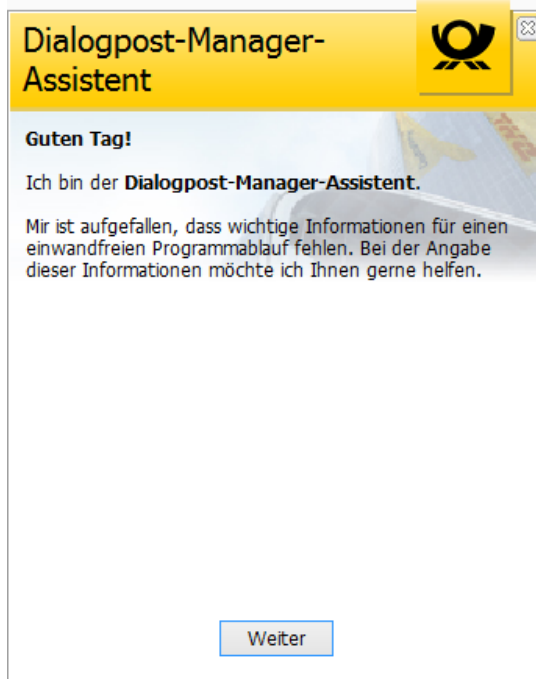 Dialogpost-Manager-
Assistent
Guten Tag!
Ich bin der Dialogpost-Manager-Assistent.
Mir ist aufgefallen, dass wichtige Informationen für einen
einwandfreien Programmablauf fehlen. Bei der Angabe
dieser Informationen möchte ich Ihnen gerne helfen.
Weiter